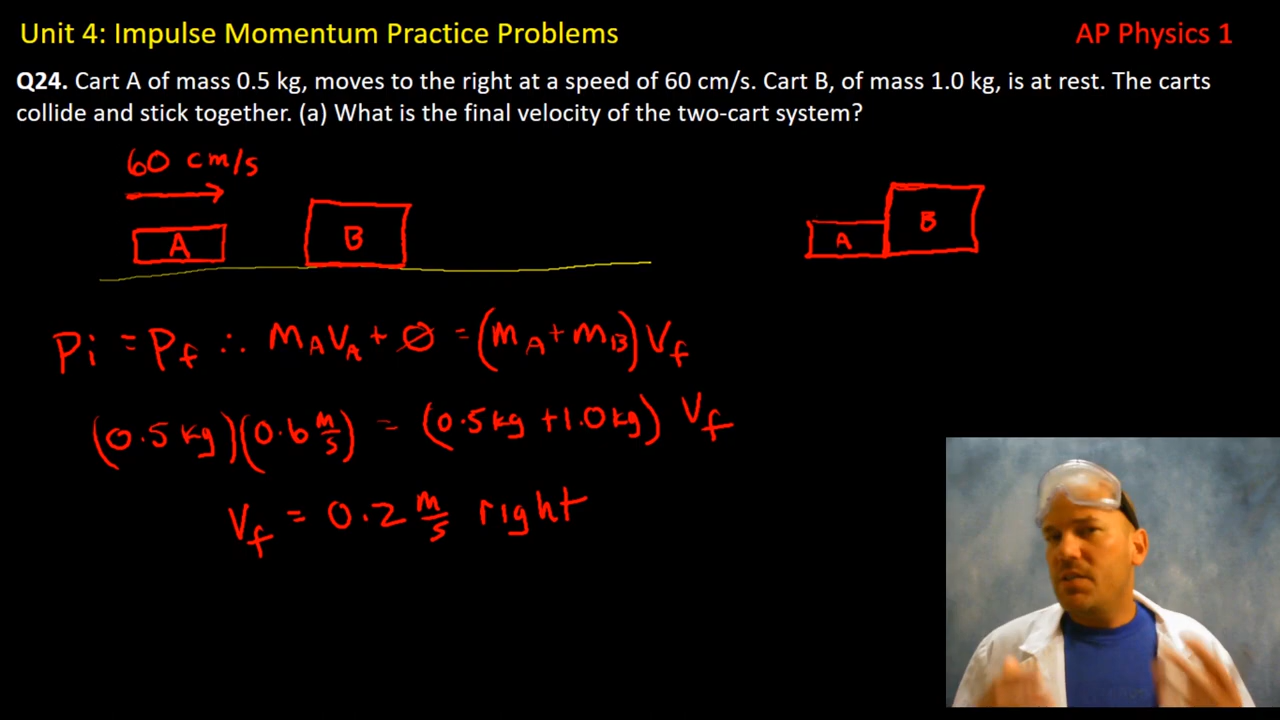 Unit 4: Impulse Momentum Practice Problems
AP Physics 1
Q24. Cart A of mass 0.5 kg, moves to the right at a speed of 60 cm/s. Cart B, of mass 1.0 kg, is at rest. The carts
collide and stick together. (a) What is the final velocity of the two-cart system?
60 cm/s
A
B
A
B
Pi = Pf ∴ mAVA + 0 = (mA + mB) Vf
(0.5 kg)(0.6 m/s) = (0.5 kg + 1.0 kg) Vf
Vf = 0.2 m/s right